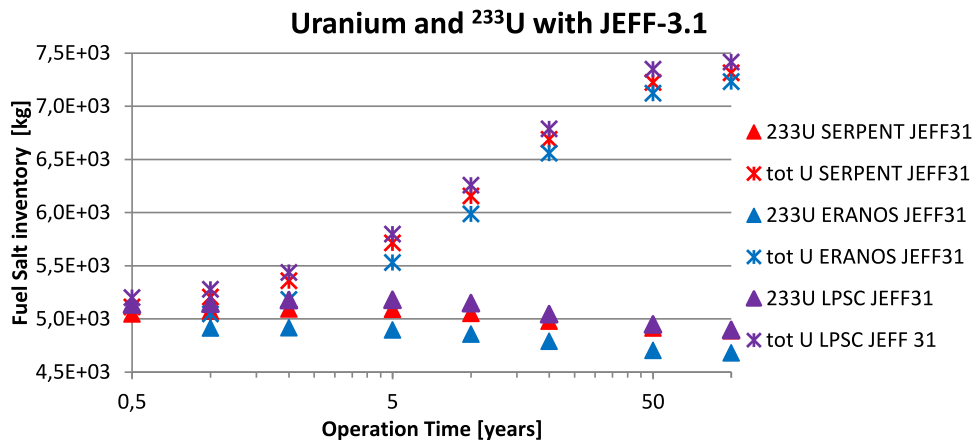 Uranium and ²³³U with JEFF-3.1
Fuel Salt inventory [kg]
7,5E+03
7,0E+03
6,5E+03
6,0E+03
5,5E+03
5,0E+03
4,5E+03
0,5
5
50
Operation Time [years]
233U SERPENT JEFF31
tot U SERPENT JEFF31
233U ERANOS JEFF31
tot U ERANOS JEFF31
233U LPSC JEFF31
tot U LPSC JEFF 31